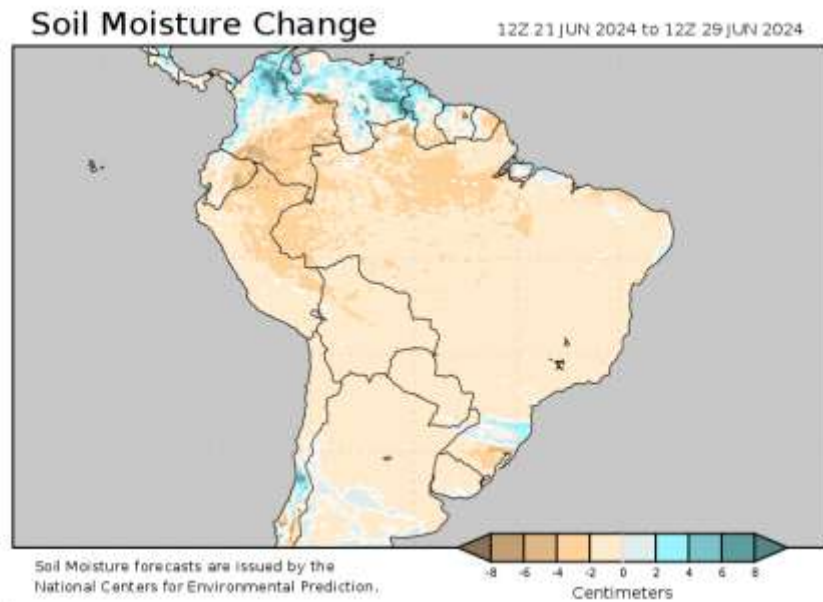 Soil Moisture Change
12Z 21 JUN 2024 to 12Z 29 JUN 2024
Soil Moisture forecasts are issued by the
National Centers for Environmental Prediction.
-8 -6 -4 -2 0 2 4 6 8
Centimeters